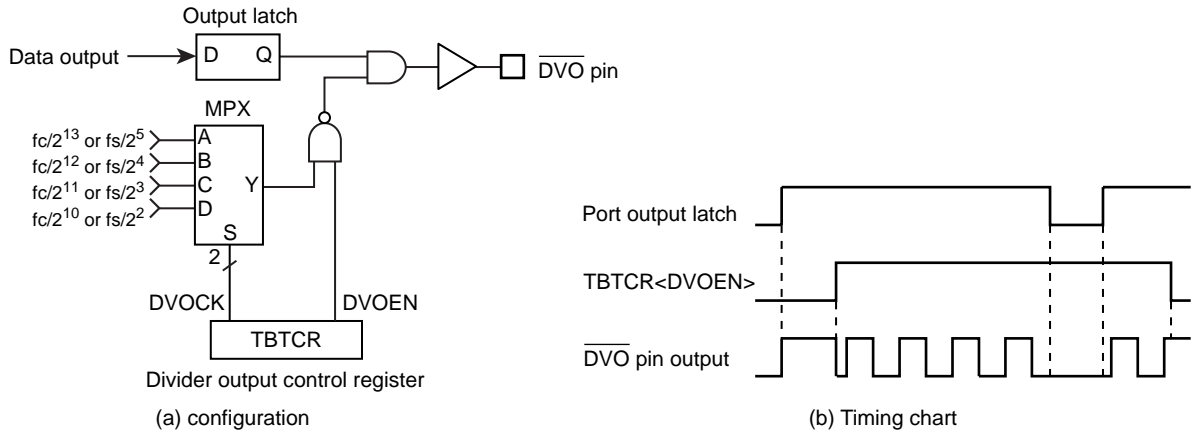 Output latch
Data output
D Q
DVO pin
MPX
fc/2^13 or fs/2^5
fc/2^12 or fs/2^4
fc/2^11 or fs/2^3
fc/2^10 or fs/2^2
A
B
C
D
Y
S
2
DVOCK
DVOEN
TBTCR
Divider output control register
(a) configuration
Port output latch
TBTCR<DVOEN>
DVO pin output
(b) Timing chart